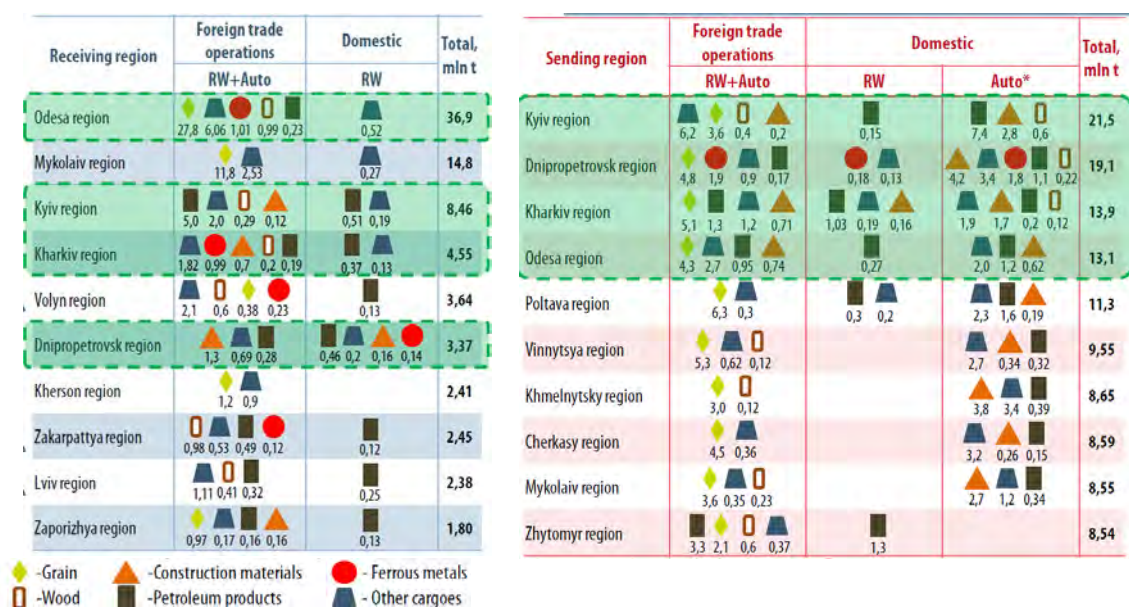 Receiving region
Foreign trade operations
Domestic
Total, mln t
RW+Auto
RW
Odesa region
27,8 6,06 1,01 0,99 0,23
0,52
36,9
Mykolaiv region
11,8 2,53
0,27
14,8
Kyiv region
5,0 2,0 0,29 0,12
0,51 0,19
8,46
Kharkiv region
1,82 0,99 0,7 0,2 0,19
0,37 0,13
4,55
Volyn region
2,1 0,6 0,38 0,23
0,13
3,64
Dnipropetrovsk region
1,3 0,69 0,28
0,46 0,2 0,16 0,14
3,37
Kherson region
1,2 0,9
2,41
Zakarpattya region
0,98 0,53 0,49 0,12
0,12
2,45
Lviv region
1,11 0,41 0,32
0,25
2,38
Zaporizhya region
0,97 0,17 0,16 0,16
0,13
1,80
-Grain
-Construction materials
- Ferrous metals
-Wood
-Petroleum products
- Other cargoes
Sending region
Foreign trade operations
Domestic
Total, mln t
RW+Auto
RW
Auto*
Kyiv region
6,2 3,6 0,4 0,2
0,15
7,4 2,8 0,6
21,5
Dnipropetrovsk region
4,8 1,9 0,9 0,17
0,18 0,13
4,2 3,4 1,8 1,1 0,22
19,1
Kharkiv region
5,1 1,3 1,2 0,71
1,03 0,19 0,16
1,9 1,7 0,2 0,12
13,9
Odesa region
4,3 2,7 0,95 0,74
0,27
2,0 1,2 0,62
13,1
Poltava region
6,3 0,3
0,3 0,2
2,3 1,6 0,19
11,3
Vinnytsya region
5,3 0,62 0,12
2,7 0,34 0,32
9,55
Khmelnytsky region
3,0 0,12
3,8 3,4 0,39
8,65
Cherkasy region
4,5 0,36
3,2 0,26 0,15
8,59
Mykolaiv region
3,6 0,35 0,23
2,7 1,2 0,34
8,55
Zhytomyr region
3,3 2,1 0,6 0,37
1,3
8,54